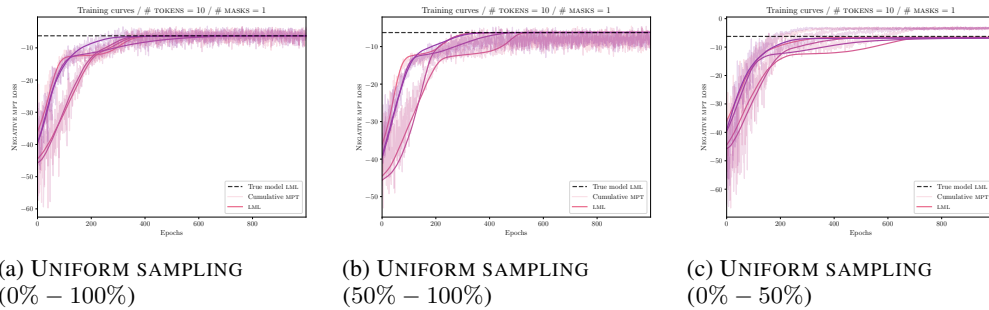 Training curves / # TOKENS = 10 / # MASKS = 1
NEGATIVE MPT LOSS
−10
−20
−30
−40
−50
−60
0
200
400
600
800
Epochs
True model LML
Cumulative MPT
LML
(a) UNIFORM SAMPLING
(0% − 100%)
Training curves / # TOKENS = 10 / # MASKS = 1
NEGATIVE MPT LOSS
−10
−20
−30
−40
−50
0
200
400
600
800
Epochs
True model LML
Cumulative MPT
LML
(b) UNIFORM SAMPLING
(50% − 100%)
Training curves / # TOKENS = 10 / # MASKS = 1
NEGATIVE MPT LOSS
0
−10
−20
−30
−40
−50
−60
0
200
400
600
800
Epochs
True model LML
Cumulative MPT
LML
(c) UNIFORM SAMPLING
(0% − 50%)